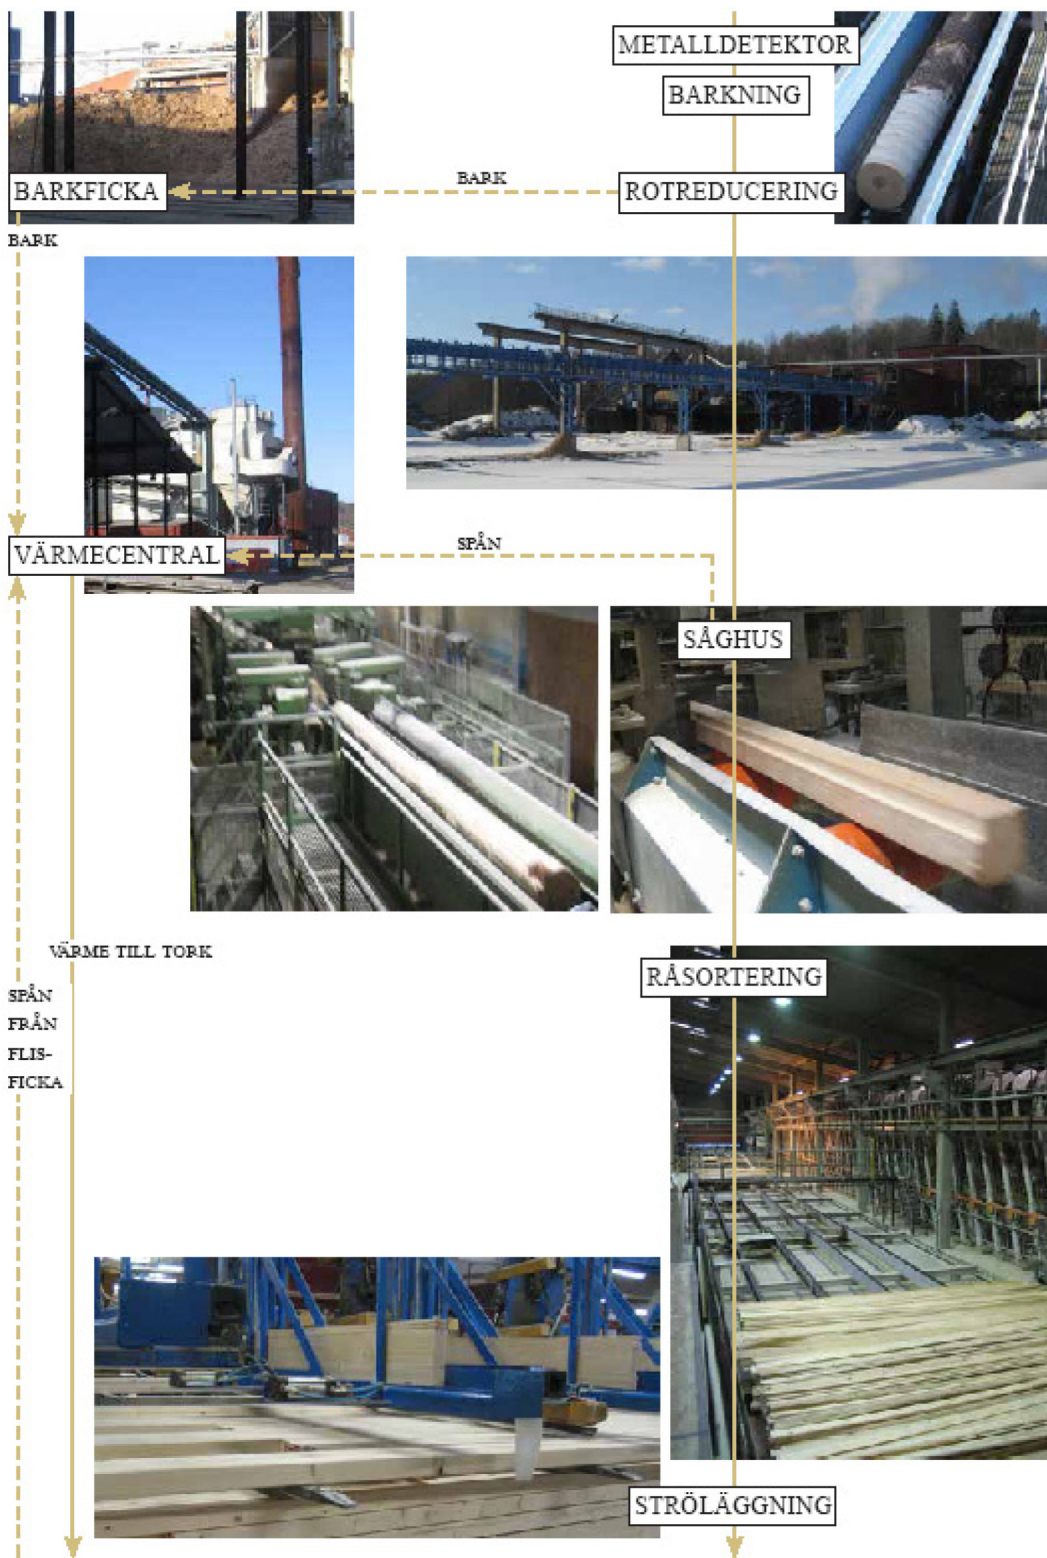 METALLDETEKTOR
BARKNING
BARK
BARKFICKA
ROTREDUCERING
BARK
SPÅN
VÄRMECENTRAL
SÅGHUS
VÄRME TILL TORK
RÅSORTERING
SPÅN
FRÅN
FLIS-
FICKA
STRÖLÄGGNING